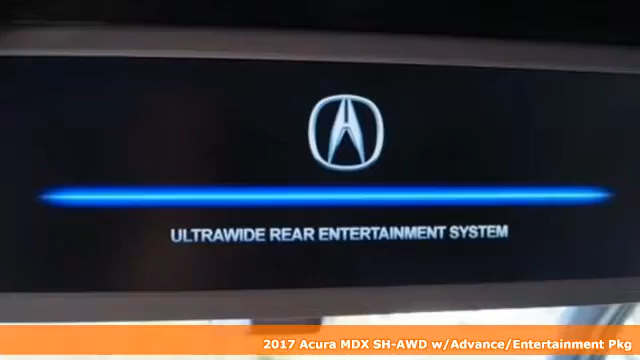 ULTRAWIDE REAR ENTERTAINMENT SYSTEM
2017 Acura MDX SH-AWD w/Advance/Entertainment Pkg